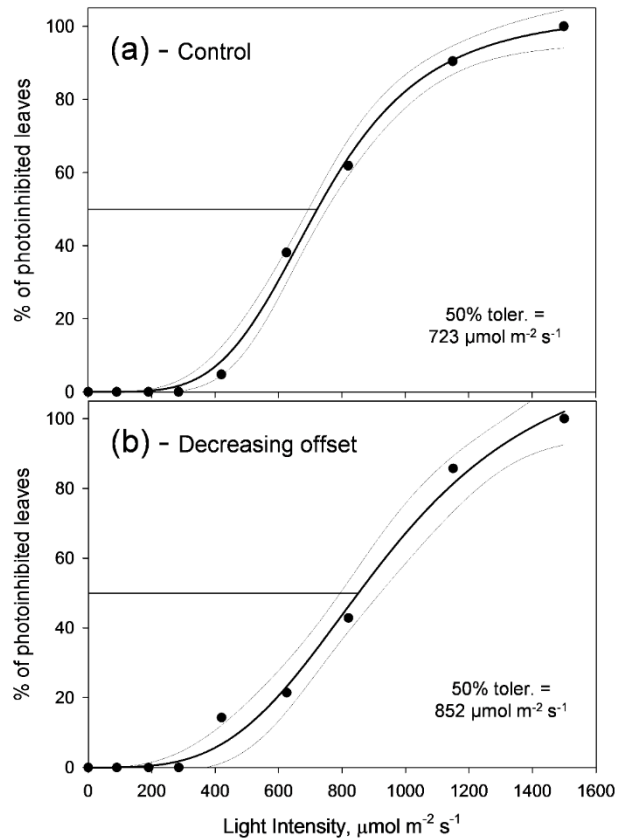 100
(a) - Control
80
60
40
20
0
% of photoinhibited leaves
50% toler. =
723 µmol m⁻² s⁻¹
100
(b) - Decreasing offset
80
60
40
20
0
% of photoinhibited leaves
50% toler. =
852 µmol m⁻² s⁻¹
0 200 400 600 800 1000 1200 1400 1600
Light Intensity, µmol m⁻² s⁻¹